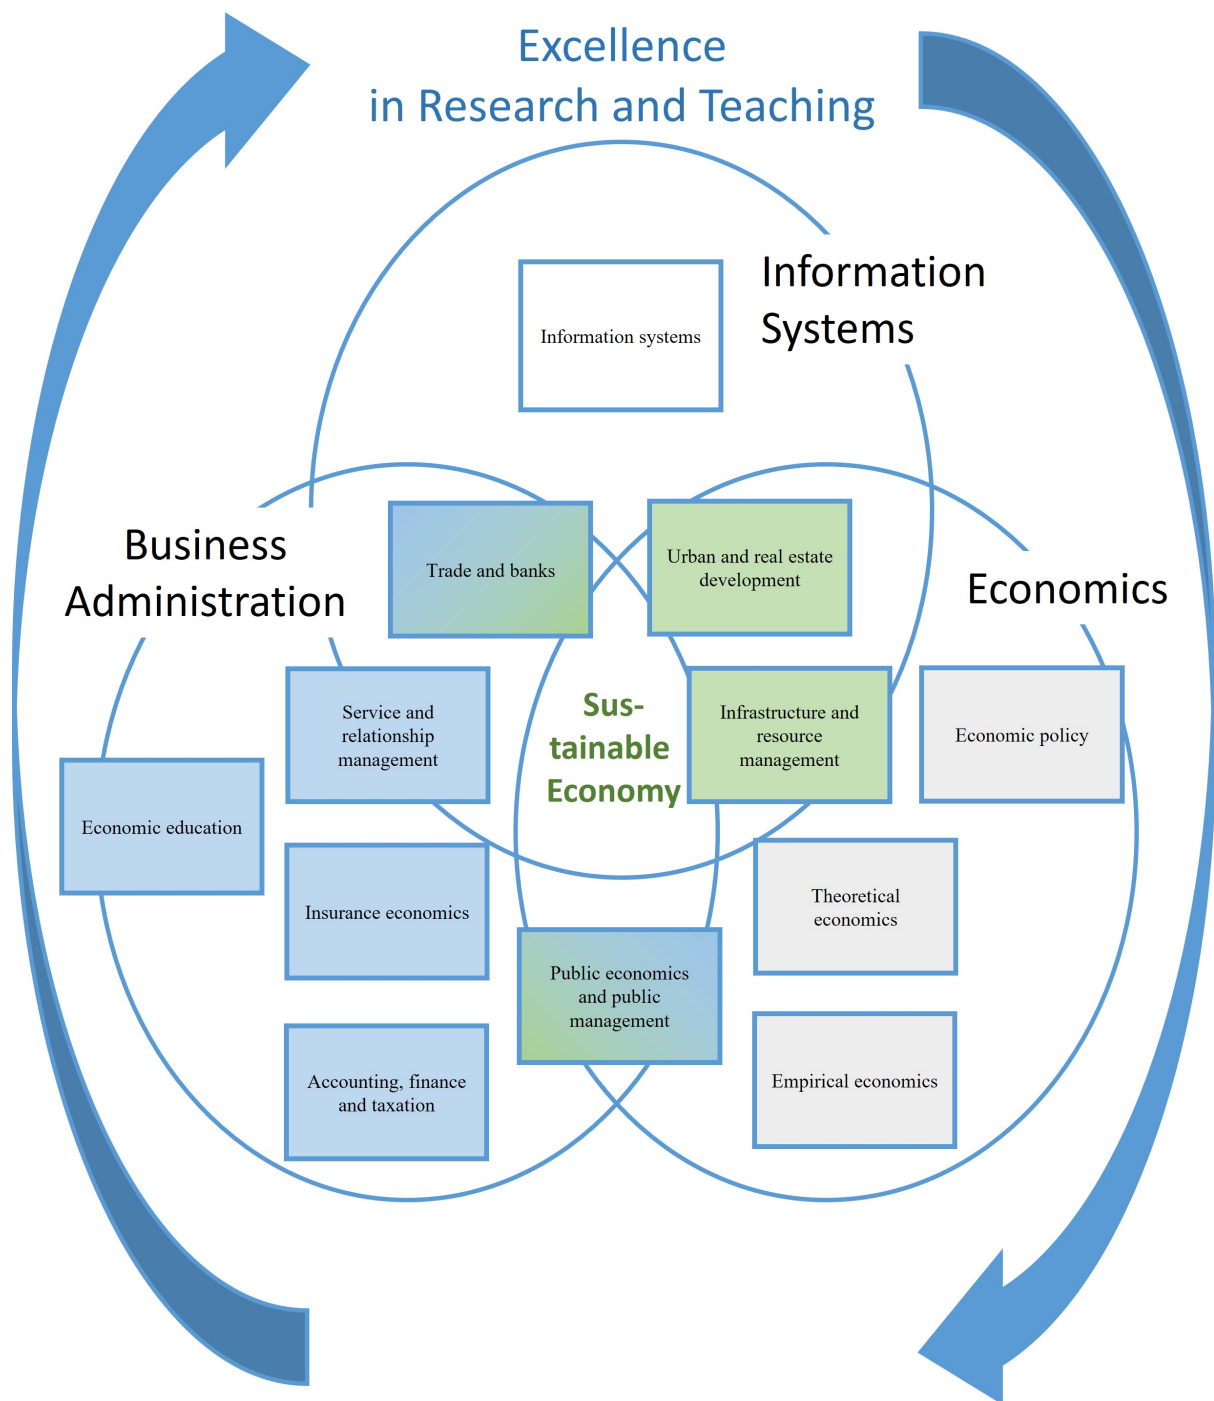 Excellence
in Research and Teaching
Information
Systems
Information systems
Business
Administration
Trade and banks
Urban and real estate
development
Economics
Service and
relationship
management
Sus-
tainable
Economy
Infrastructure and
resource
management
Economic policy
Economic education
Insurance economics
Theoretical
economics
Public economics
and public
management
Accounting, finance
and taxation
Empirical economics